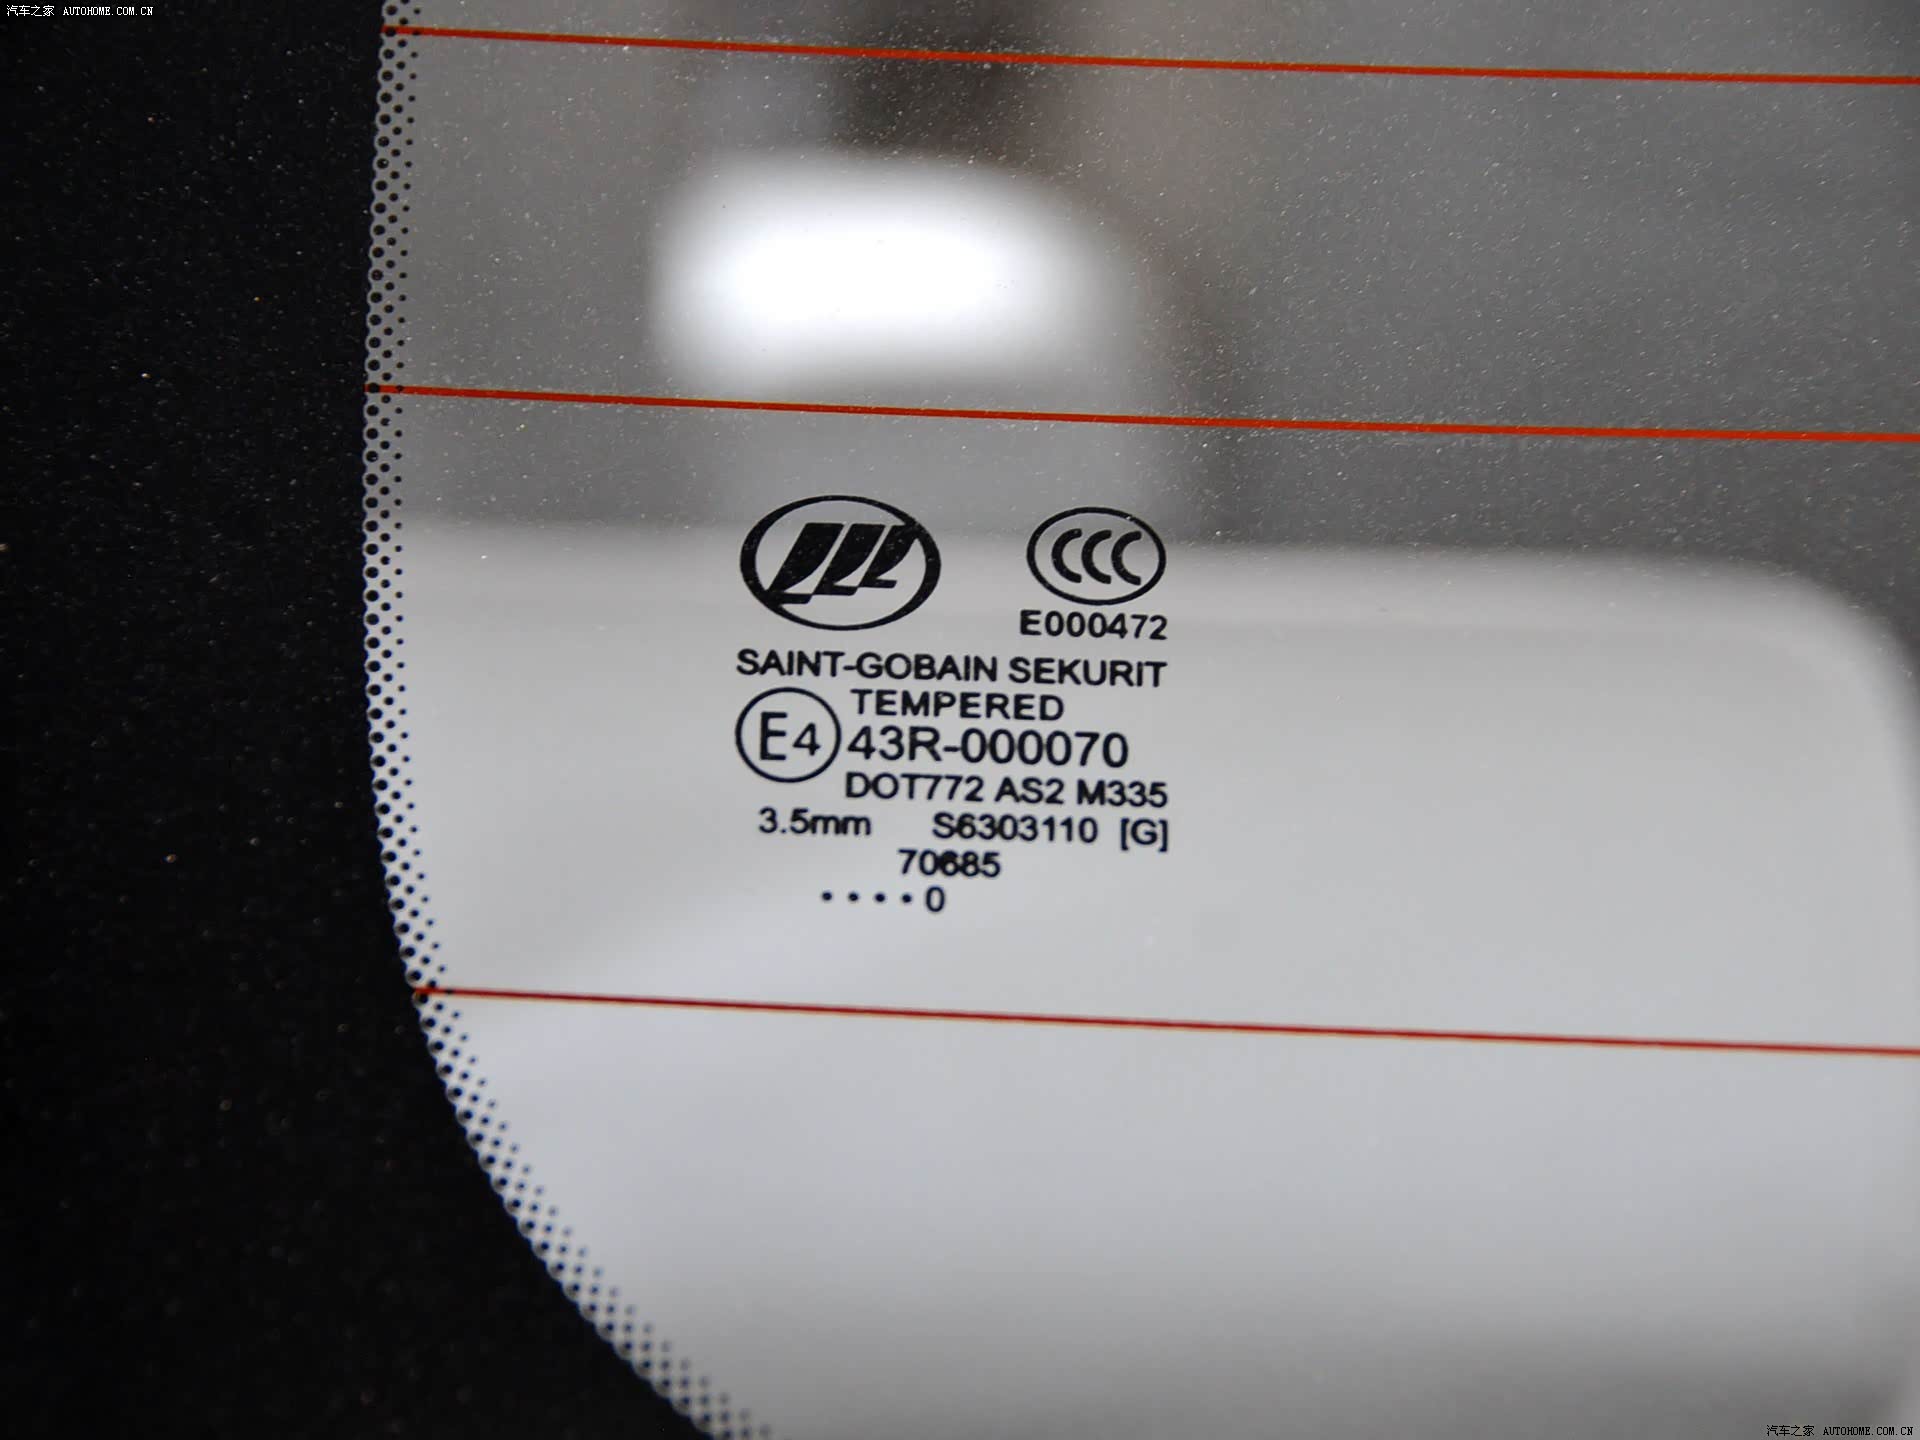 汽车之家 AUTOHOME.COM.CN
CCC
E000472
SAINT-GOBAIN SEKURIT
TEMPERED
E4 43R-000070
DOT772 AS2 M335
3.5mm S6303110 [G]
70685
····0
汽车之家 AUTOHOME.COM.CN